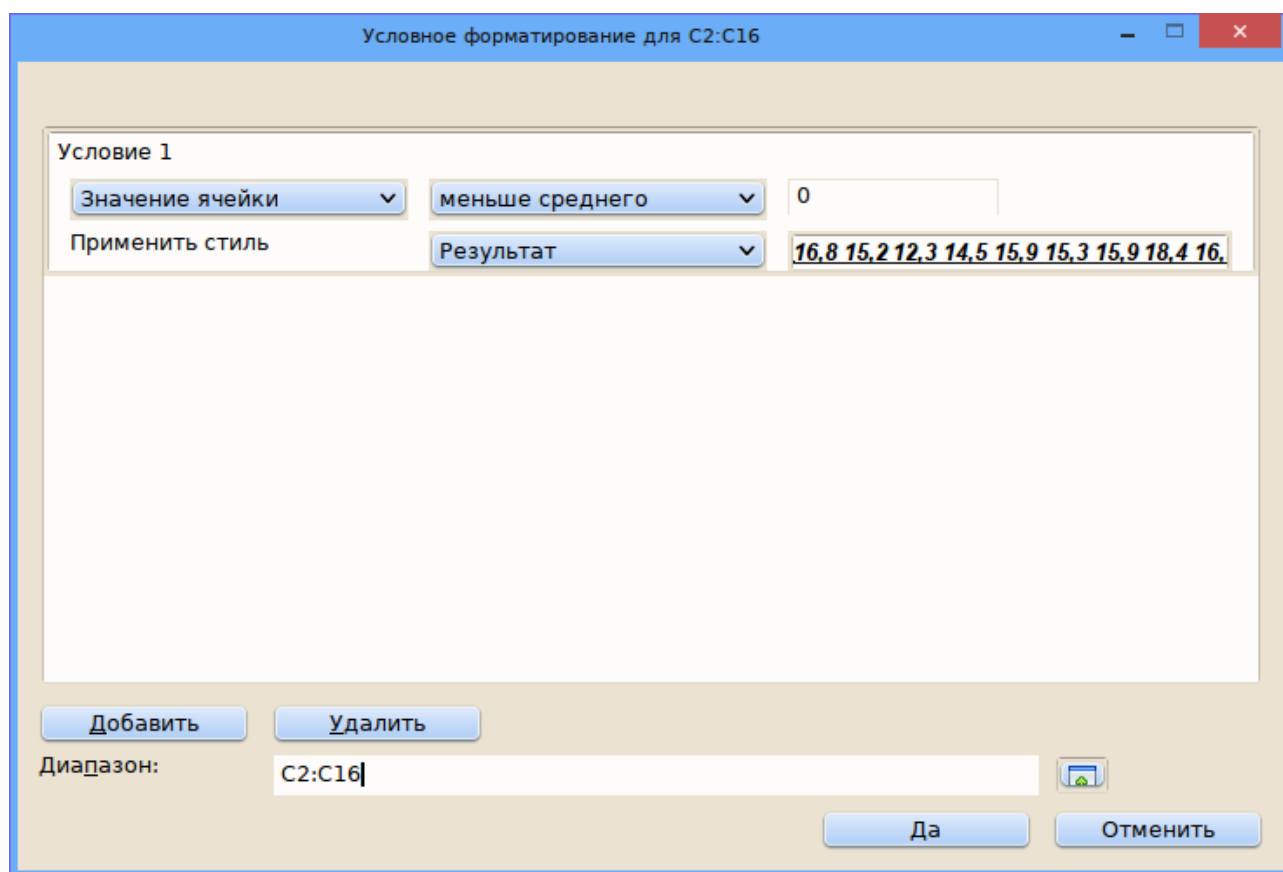 Условное форматирование для C2:C16
Условие 1
Значение ячейки меньше среднего 0
Применить стиль Результат 16,8 15,2 12,3 14,5 15,9 15,3 15,9 18,4 16,
Добавить Удалить
Диапазон: C2:C16
Да Отменить